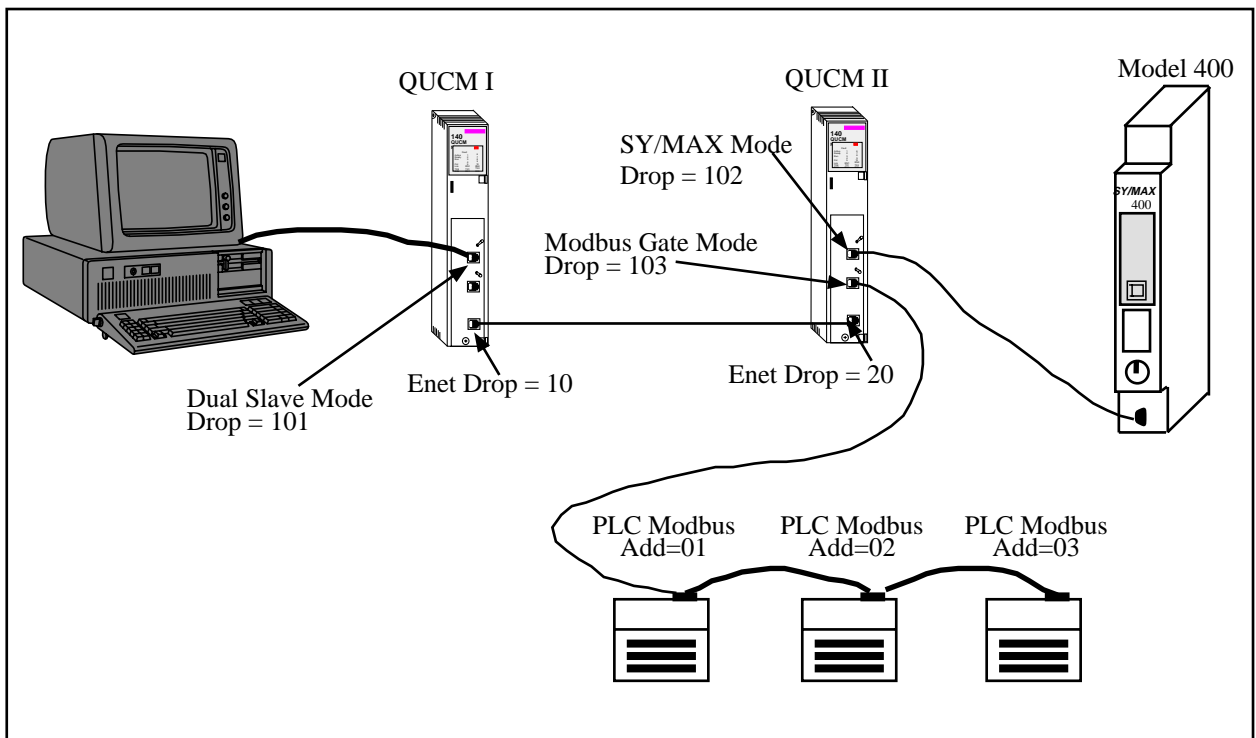 QUCM I
QUCM II
Model 400
140
QUCM
140
QUCM
SY/MAX Mode
Drop = 102
SY/MAX
400
Modbus Gate Mode
Drop = 103
Dual Slave Mode
Drop = 101
Enet Drop = 10
Enet Drop = 20
PLC Modbus
Add=01
PLC Modbus
Add=02
PLC Modbus
Add=03